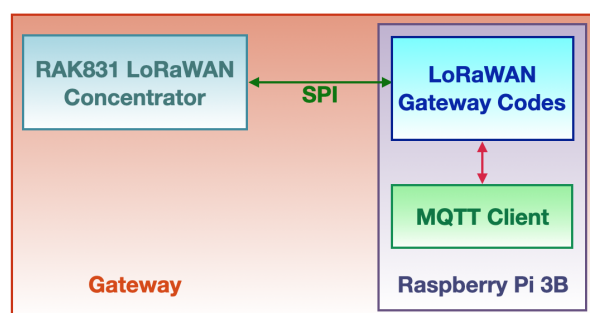 RAK831 LoRaWAN
Concentrator
SPI
LoRaWAN
Gateway Codes
MQTT Client
Gateway
Raspberry Pi 3B